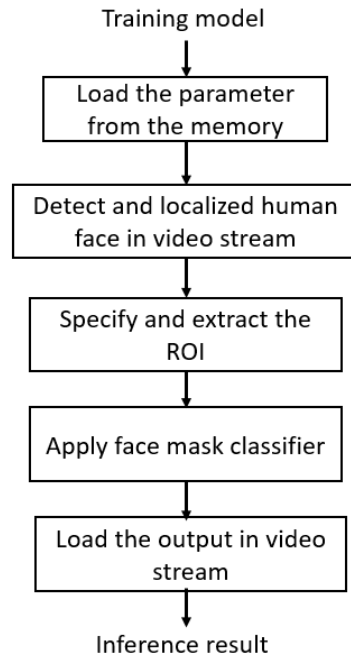 Training model
Load the parameter
from the memory
Detect and localized human
face in video stream
Specify and extract the
ROI
Apply face mask classifier
Load the output in video
stream
Inference result